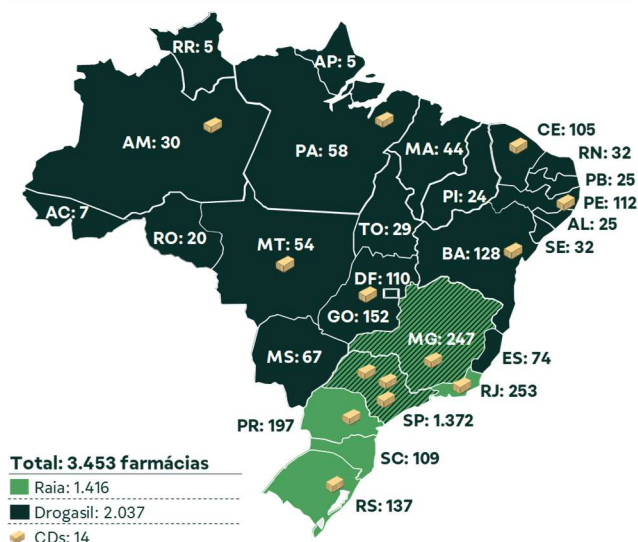 RR: 5
AP: 5
AM: 30
PA: 58
MA: 44
CE: 105
RN: 32
PB: 25
PE: 112
AL: 25
SE: 32
PI: 24
AC: 7
RO: 20
MT: 54
TO: 29
BA: 128
DF: 110
GO: 152
MG: 247
MS: 67
ES: 74
RJ: 253
SP: 1.372
PR: 197
SC: 109
RS: 137
Total: 3.453 farmácias
Raia: 1.416
Drogasil: 2.037
CDs: 14